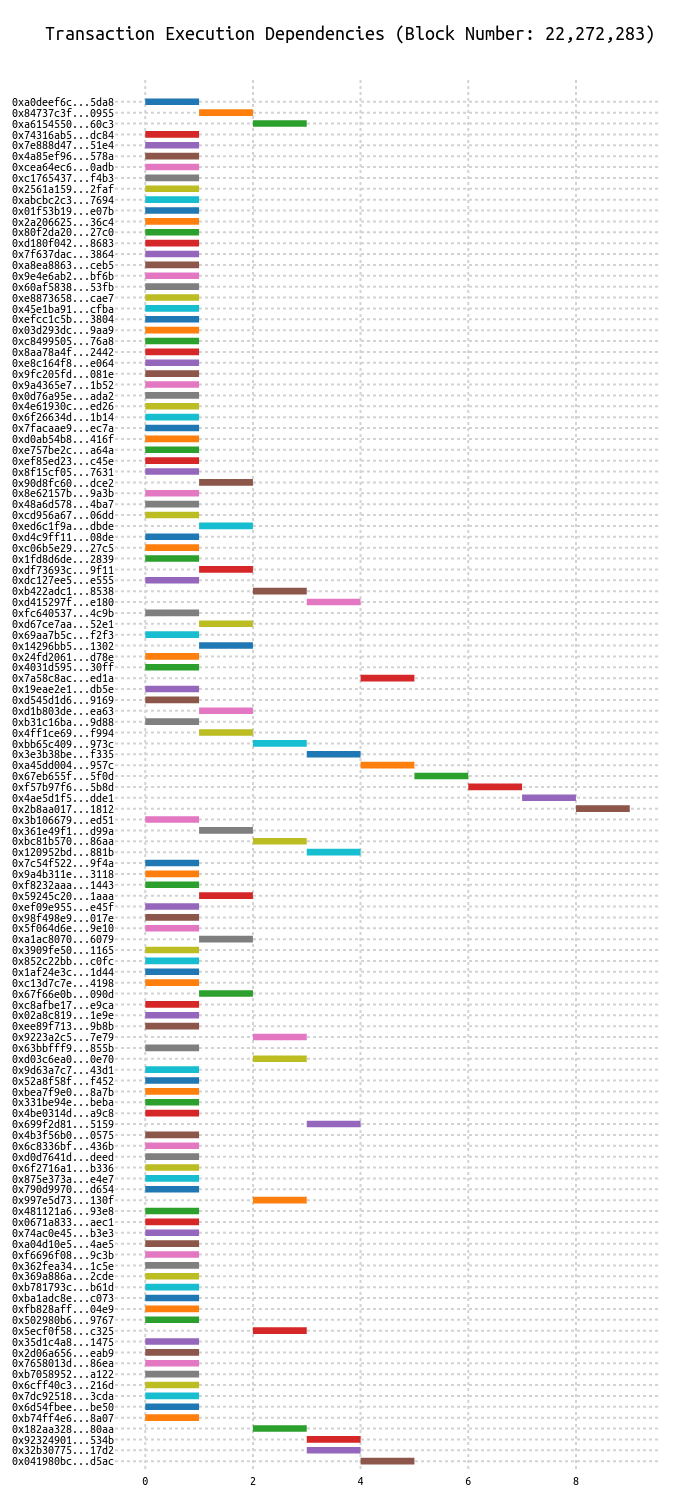 Transaction Execution Dependencies (Block Number: 22,272,283)
0xa0deef6c...5da8
0x84737c3f...0955
0xa6154550...60c3
0x74316ab5...dc84
0x7e888d47...51e4
0x4a85ef96...578a
0xcea64ec6...0adb
0xc1765437...f4b3
0x2561a159...2faf
0xabcbc2c3...7694
0x01f53b19...e07b
0x2a206625...36c4
0x80f2da20...27c0
0xd180f042...8683
0x7f637dac...3864
0xa8ea8863...ceb5
0x9e4e6ab2...bf6b
0x60af5838...53fb
0xe8873658...cae7
0x45e1ba91...cfba
0xefcc1c5b...3804
0x03d293dc...9aa9
0xc8499505...76a8
0x8aa78a4f...2442
0xe8c164f8...e064
0x9fc205fd...081e
0x9a4365e7...1b52
0x0d76a95e...ada2
0x4e61930c...ed26
0x6f26634d...1b14
0x7facaae9...ec7a
0xd0ab54b8...416f
0xe757be2c...a64a
0xef85ed23...c45e
0x8f15cf05...7631
0x90d8fc60...dce2
0x8e62157b...9a3b
0x48a6d578...4ba7
0xcd956a67...06dd
0xed6c1f9a...dbde
0xd4c9ff11...08de
0xc06b5e29...27c5
0x1fd8d6de...2839
0xdf73693c...9f11
0xdc127ee5...e555
0xb422adc1...8538
0xd415297f...e180
0xfc640537...4c9b
0xd67ce7aa...52e1
0x69aa7b5c...f2f3
0x14296bb5...1302
0x24fd2061...d78e
0x4031d595...30ff
0x7a58c8ac...ed1a
0x19eae2e1...db5e
0xd545d1d6...9169
0xd1b803de...ea63
0xb31c16ba...9d88
0x4ff1ce69...f994
0xbb65c409...973c
0x3e3b38be...f335
0xa45dd004...957c
0x67eb655f...5f0d
0xf57b97f6...5b8d
0x4ae5d1f5...dde1
0x2b8aa017...1812
0x3b106679...ed51
0x361e49f1...d99a
0xbc81b570...86aa
0x120952bd...881b
0x7c54f522...9f4a
0x9a4b311e...3118
0xf8232aaa...1443
0x59245c20...1aaa
0xef09e955...e45f
0x98f498e9...017e
0x5f064d6e...9e10
0xa1ac8070...6079
0x3909fe50...1165
0x852c22bb...c0fc
0x1af24e3c...1d44
0xc13d7c7e...4198
0x67f66e0b...090d
0xc8afbe17...e9ca
0x02a8c819...1e9e
0xee89f713...9b8b
0x9223a2c5...7e79
0x63bbfff9...855b
0xd03c6ea0...0e70
0x9d63a7c7...43d1
0x52a8f58f...f452
0xbea7f9e0...8a7b
0x331be94e...beba
0x4be0314d...a9c8
0x699f2d81...5159
0x4b3f56b0...0575
0x6c8336bf...436b
0xd0d7641d...deed
0x6f2716a1...b336
0x875e373a...e4e7
0x790d9970...d654
0x997e5d73...130f
0x481121a6...93e8
0x0671a833...aec1
0x74ac0e45...b3e3
0xa04d10e5...4ae5
0xf6696f08...9c3b
0x362fea34...1c5e
0x369a886a...2cde
0xb781793c...b61d
0xba1adc8e...c073
0xfb828aff...04e9
0x502980b6...9767
0x5ecf0f58...c325
0x35d1c4a8...1475
0x2d06a656...eab9
0x7658013d...86ea
0xb7058952...a122
0x6cff40c3...216d
0x7dc92518...3cda
0x6d54fbee...be50
0xb74ff4e6...8a07
0x182aa328...80aa
0x92324901...534b
0x32b30775...17d2
0x041980bc...d5ac
0 2 4 6 8